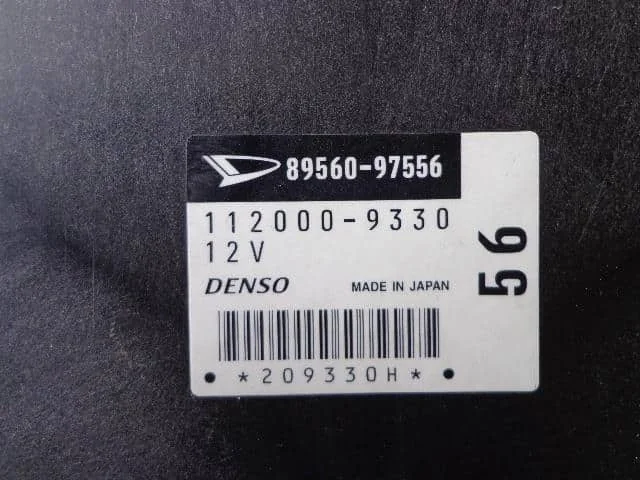 89560-97556
112000-9330
12V
DENSO MADE IN JAPAN
*209330H*
56